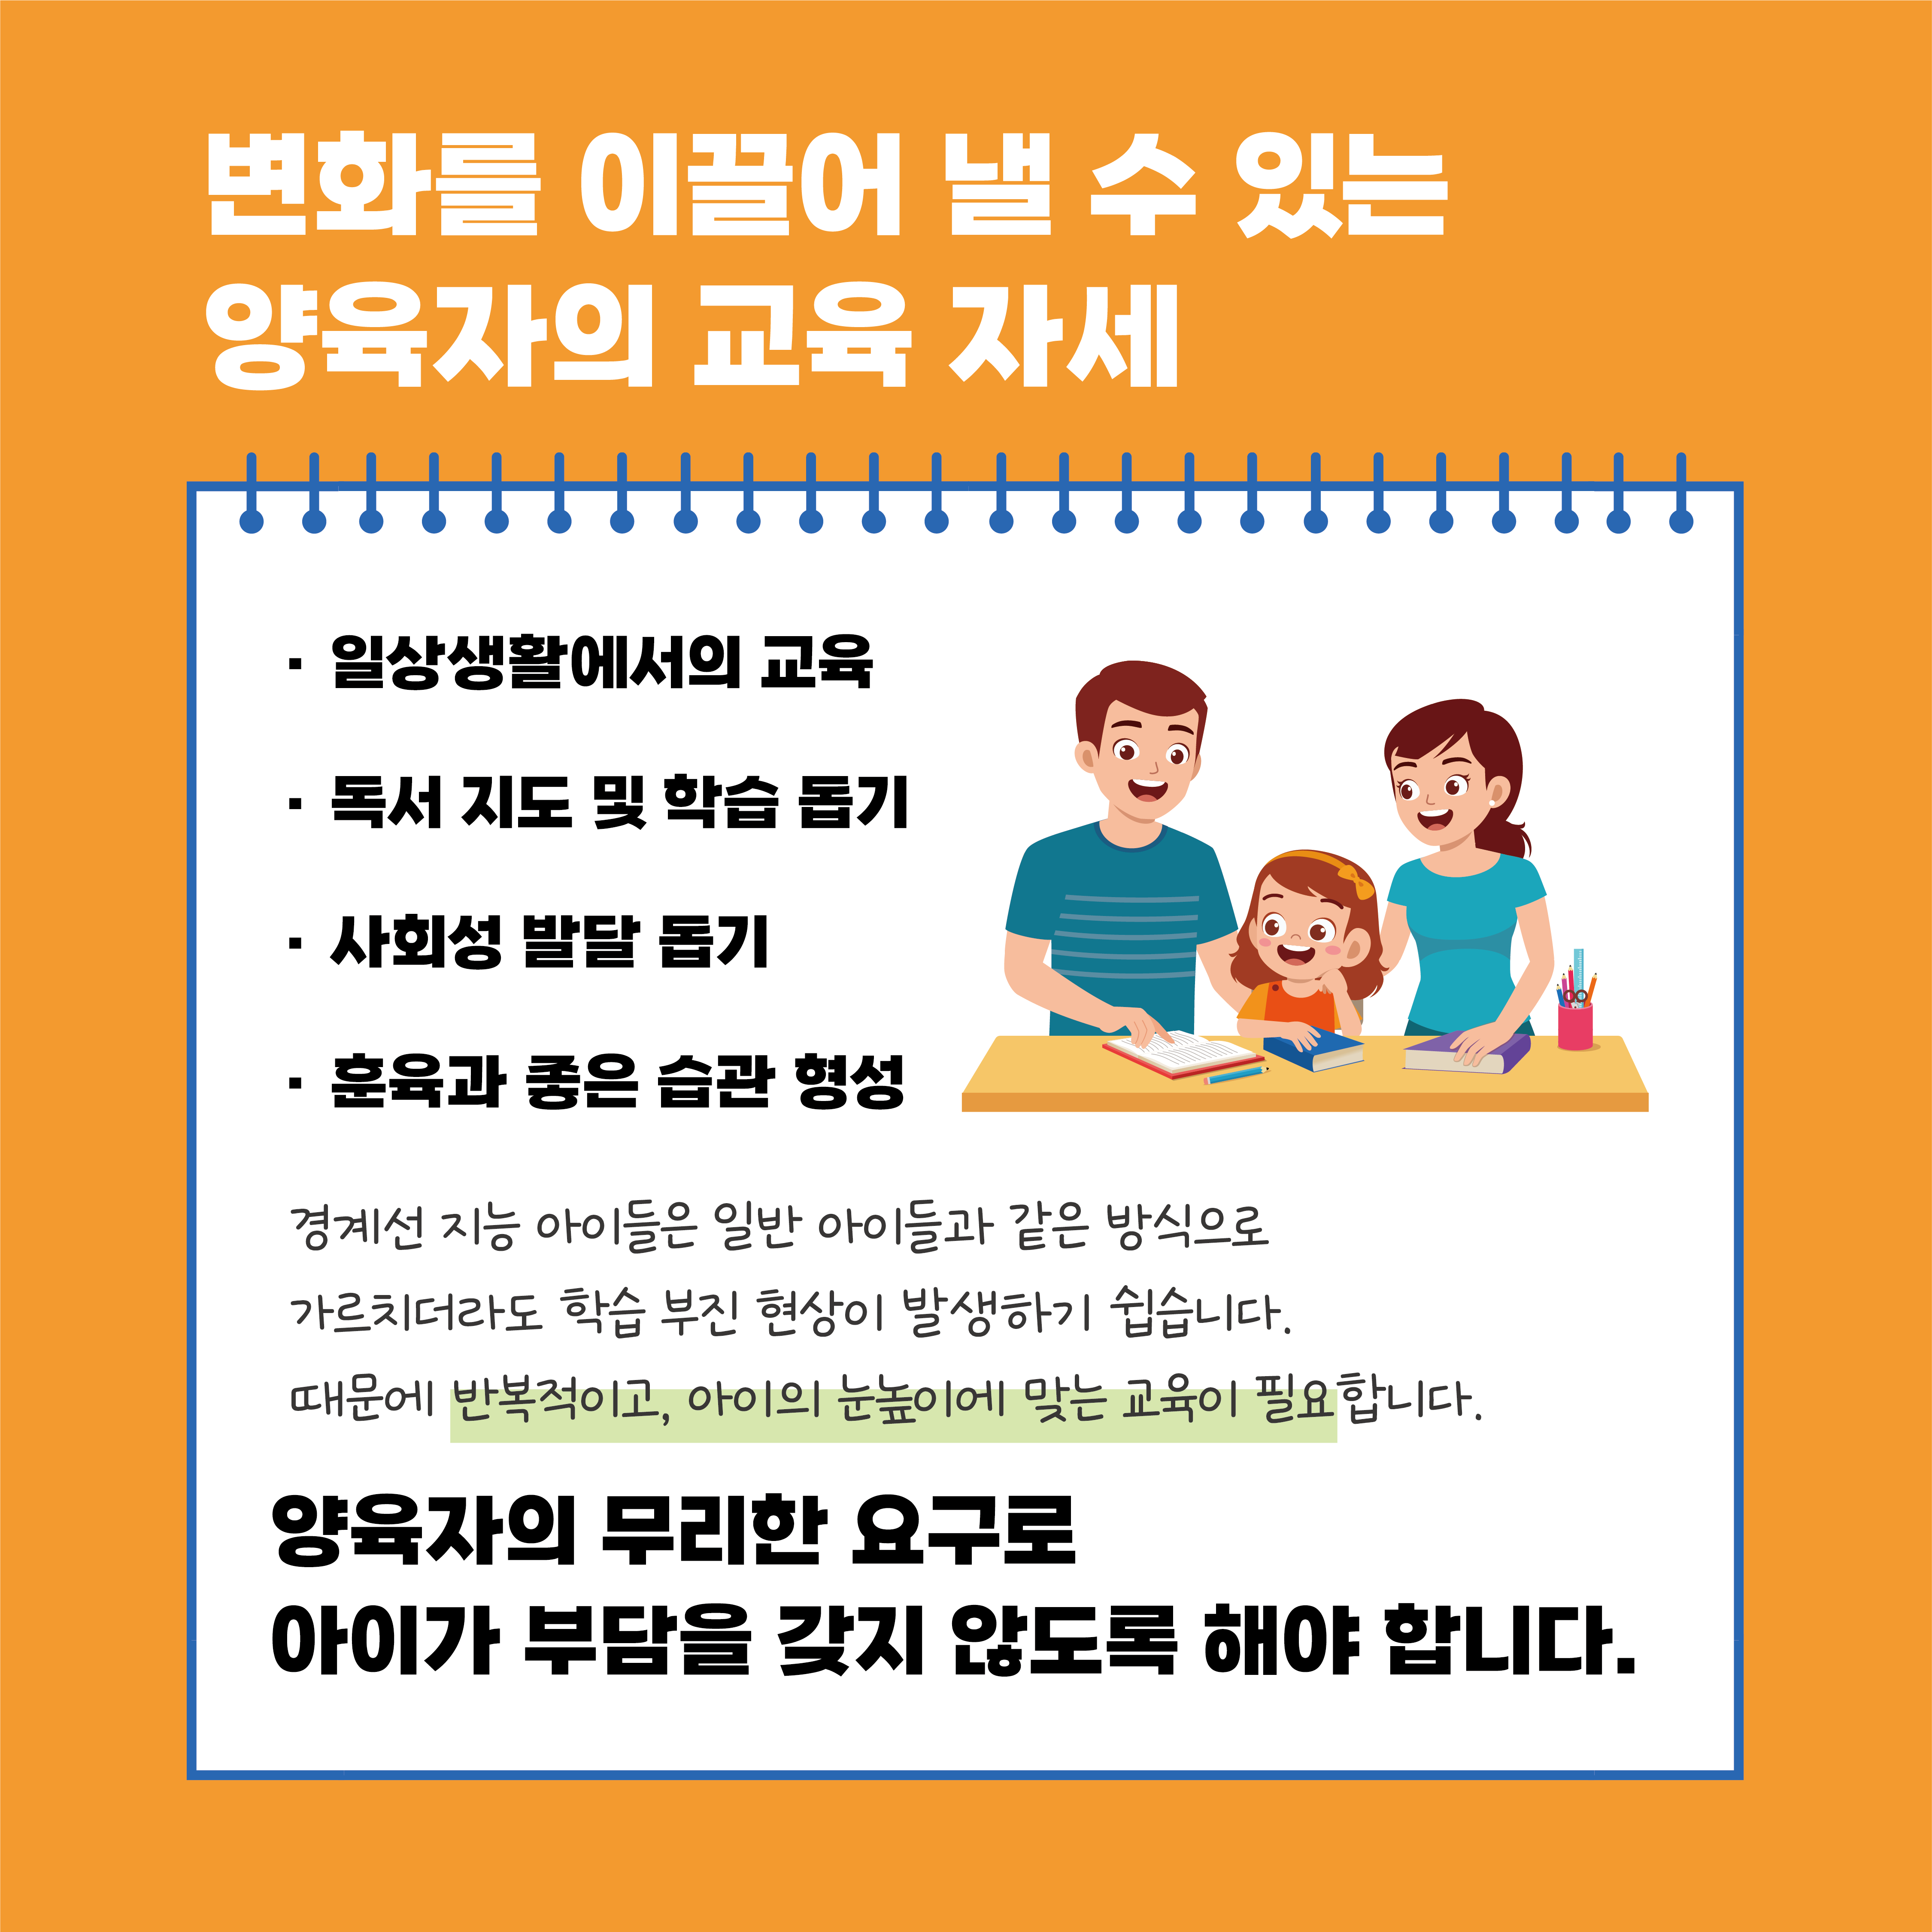 변화를 이끌어 낼 수 있는
양육자의 교육 자세
· 일상생활에서의 교육
· 독서 지도 및 학습 돕기
· 사회성 발달 돕기
· 훈육과 좋은 습관 형성
경계선 지능 아이들은 일반 아이들과 같은 방식으로
가르치더라도 학습 부진 현상이 발생하기 쉽습니다.
때문에 반복적이고, 아이의 눈높이에 맞는 교육이 필요합니다.
양육자의 무리한 요구로
아이가 부담을 갖지 않도록 해야 합니다.